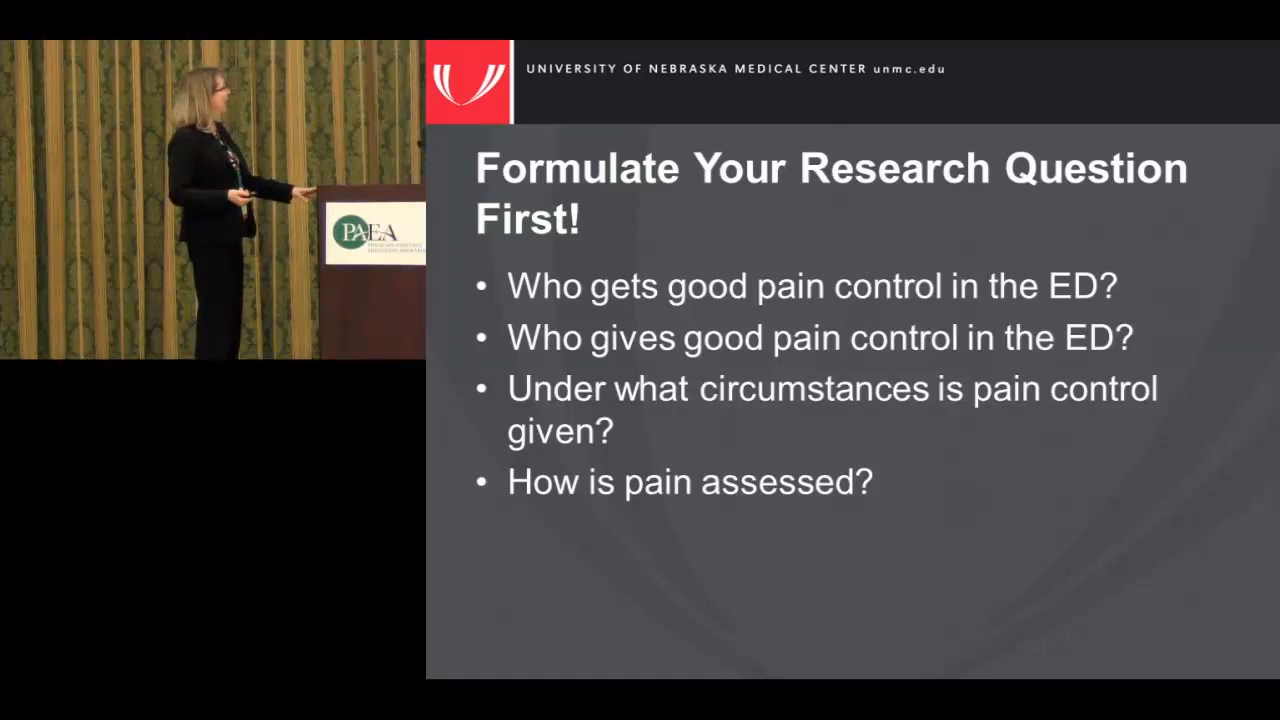 UNIVERSITY OF NEBRASKA MEDICAL CENTER unmc.edu
Formulate Your Research Question
First!
• Who gets good pain control in the ED?
• Who gives good pain control in the ED?
• Under what circumstances is pain control
given?
• How is pain assessed?
PAEA